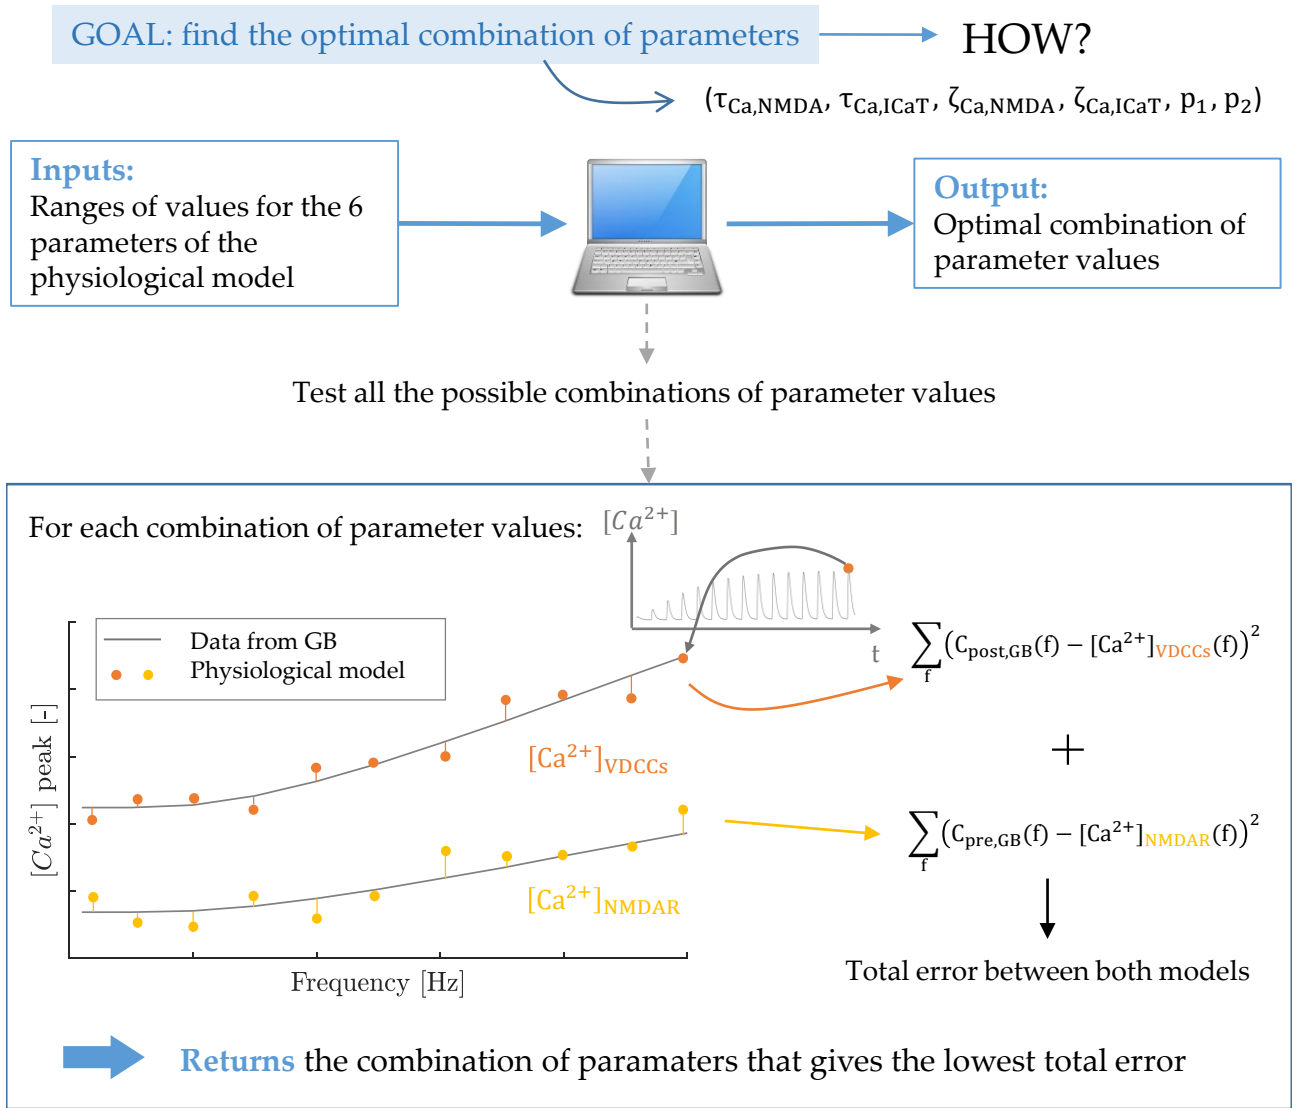 GOAL: find the optimal combination of parameters
HOW?
(τCa,NMDA, τCa,ICaT, ζCa,NMDA, ζCa,ICaT, p1, p2)
Inputs:
Ranges of values for the 6
parameters of the
physiological model
Output:
Optimal combination of
parameter values
Test all the possible combinations of parameter values
For each combination of parameter values:
[Ca2+]
t
Data from GB
Physiological model
[Ca2+] peak [-]
[Ca2+]VDCCs
[Ca2+]NMDAR
Frequency [Hz]
∑f(Cpost,GB(f) − [Ca2+]VDCCs(f))2
+
∑f(Cpre,GB(f) − [Ca2+]NMDAR(f))2
Total error between both models
Returns the combination of paramaters that gives the lowest total error